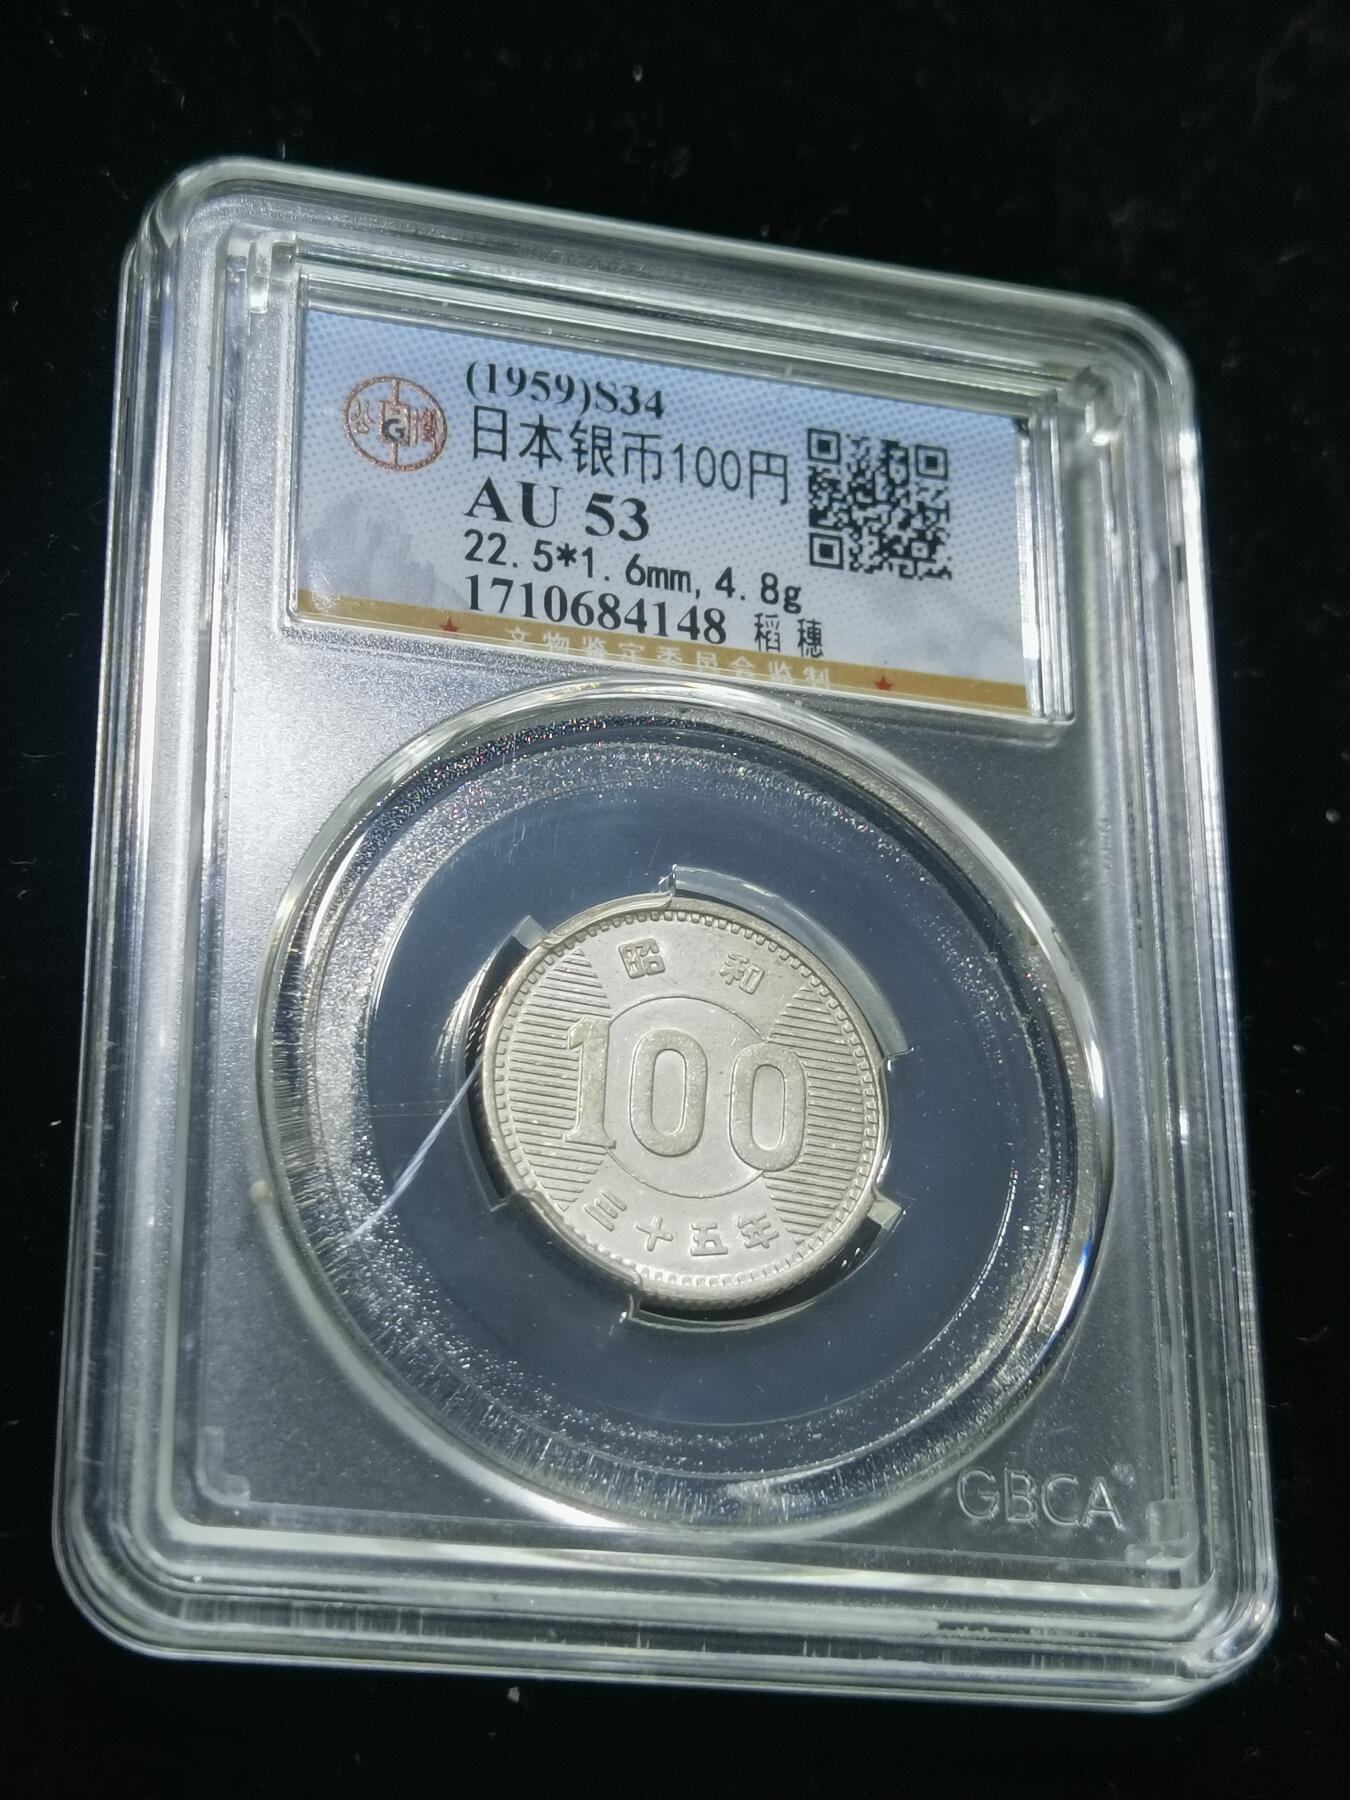 (1959)S34
日本银币100円
AU 53
22.5*1.6mm,4.8g
1710684148 稻穗
文物鉴定委员会监制
公博
G
昭和
100
三十五年
GBCA